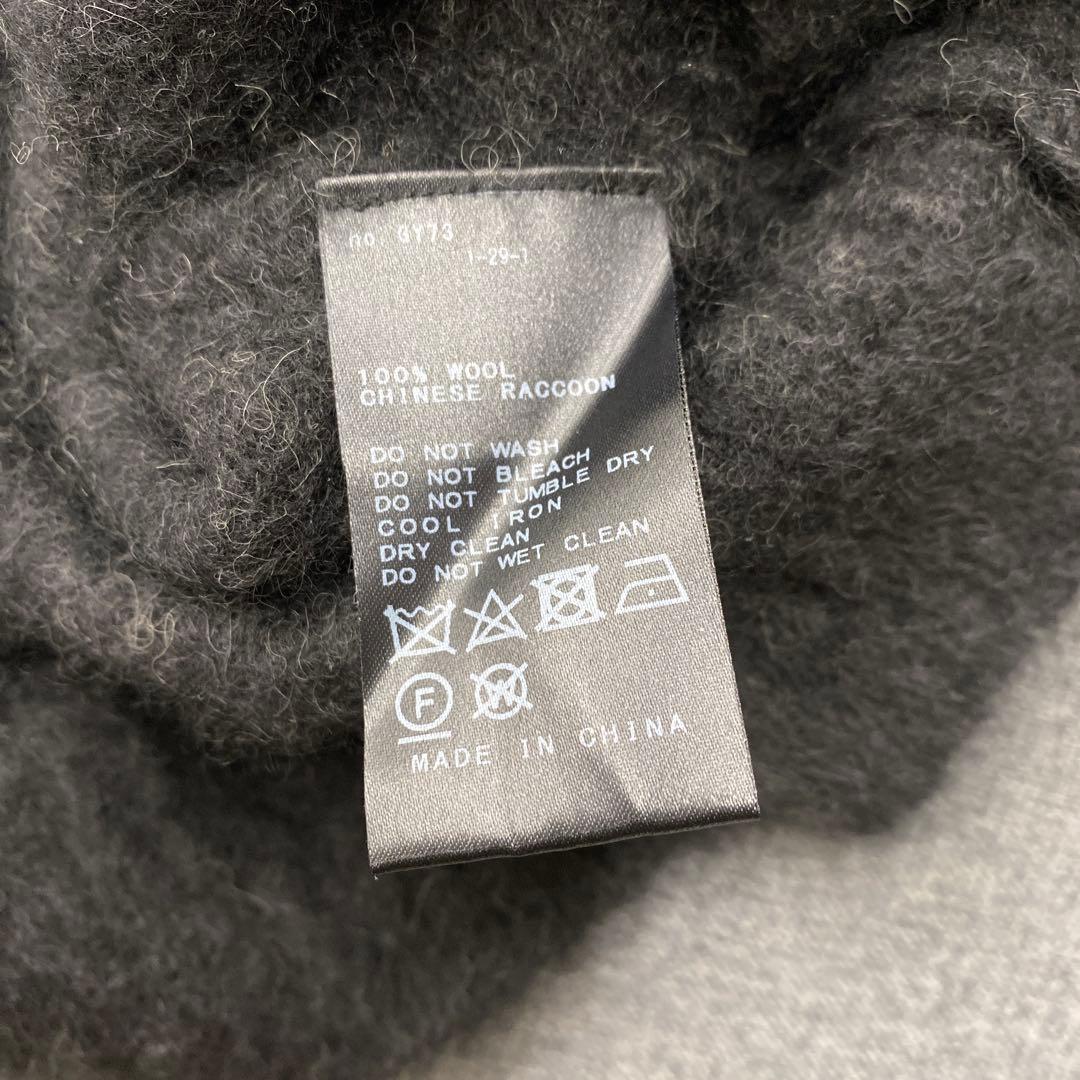 no. 3173
1-29-1
100% WOOL
CHINESE RACCOON
DO NOT WASH
DO NOT BLEACH
DO NOT TUMBLE DRY
COOL IRON
DRY CLEAN
DO NOT WET CLEAN
F W
MADE IN CHINA